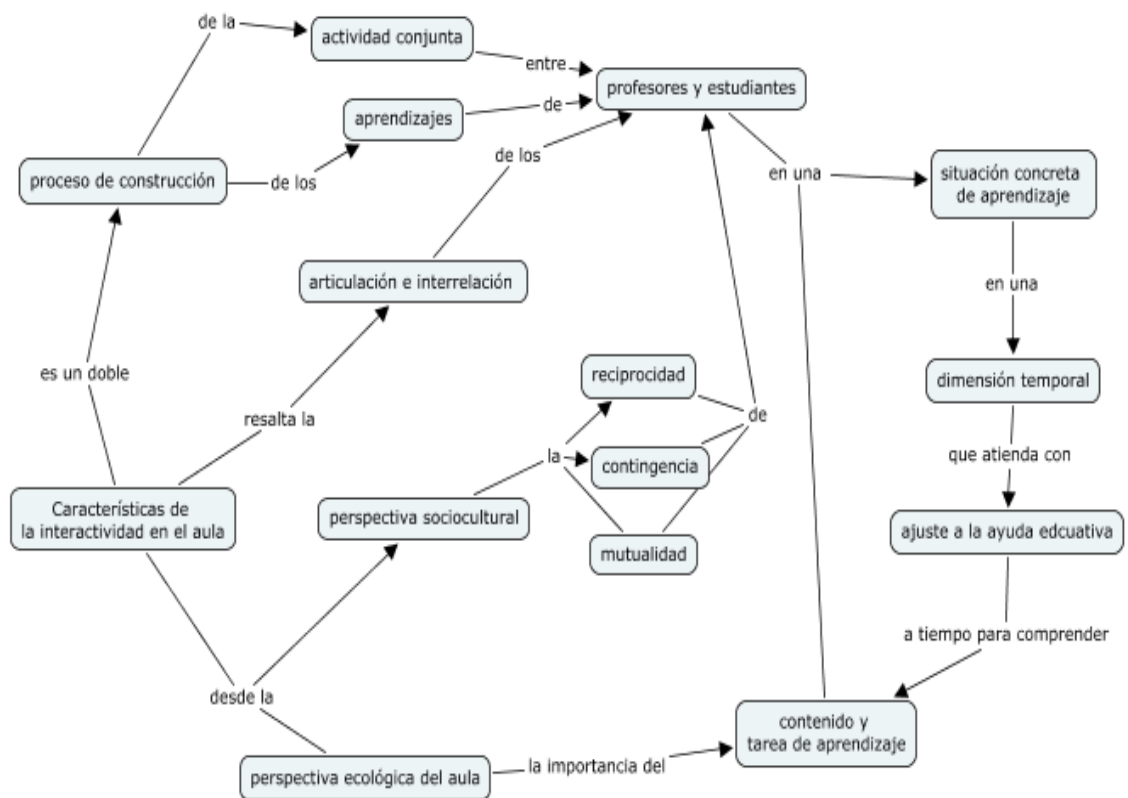 de la
actividad conjunta
entre
profesores y estudiantes
aprendizajes
de
de los
en una
proceso de construcción
de los
situación concreta
de aprendizaje
articulación e interrelación
en una
es un doble
reciprocidad
dimensión temporal
resalta la
de
la
contingencia
que atienda con
Características de
la interactividad en el aula
perspectiva sociocultural
mutualidad
ajuste a la ayuda edcuativa
a tiempo para comprender
desde la
contenido y
tarea de aprendizaje
perspectiva ecológica del aula
la importancia del